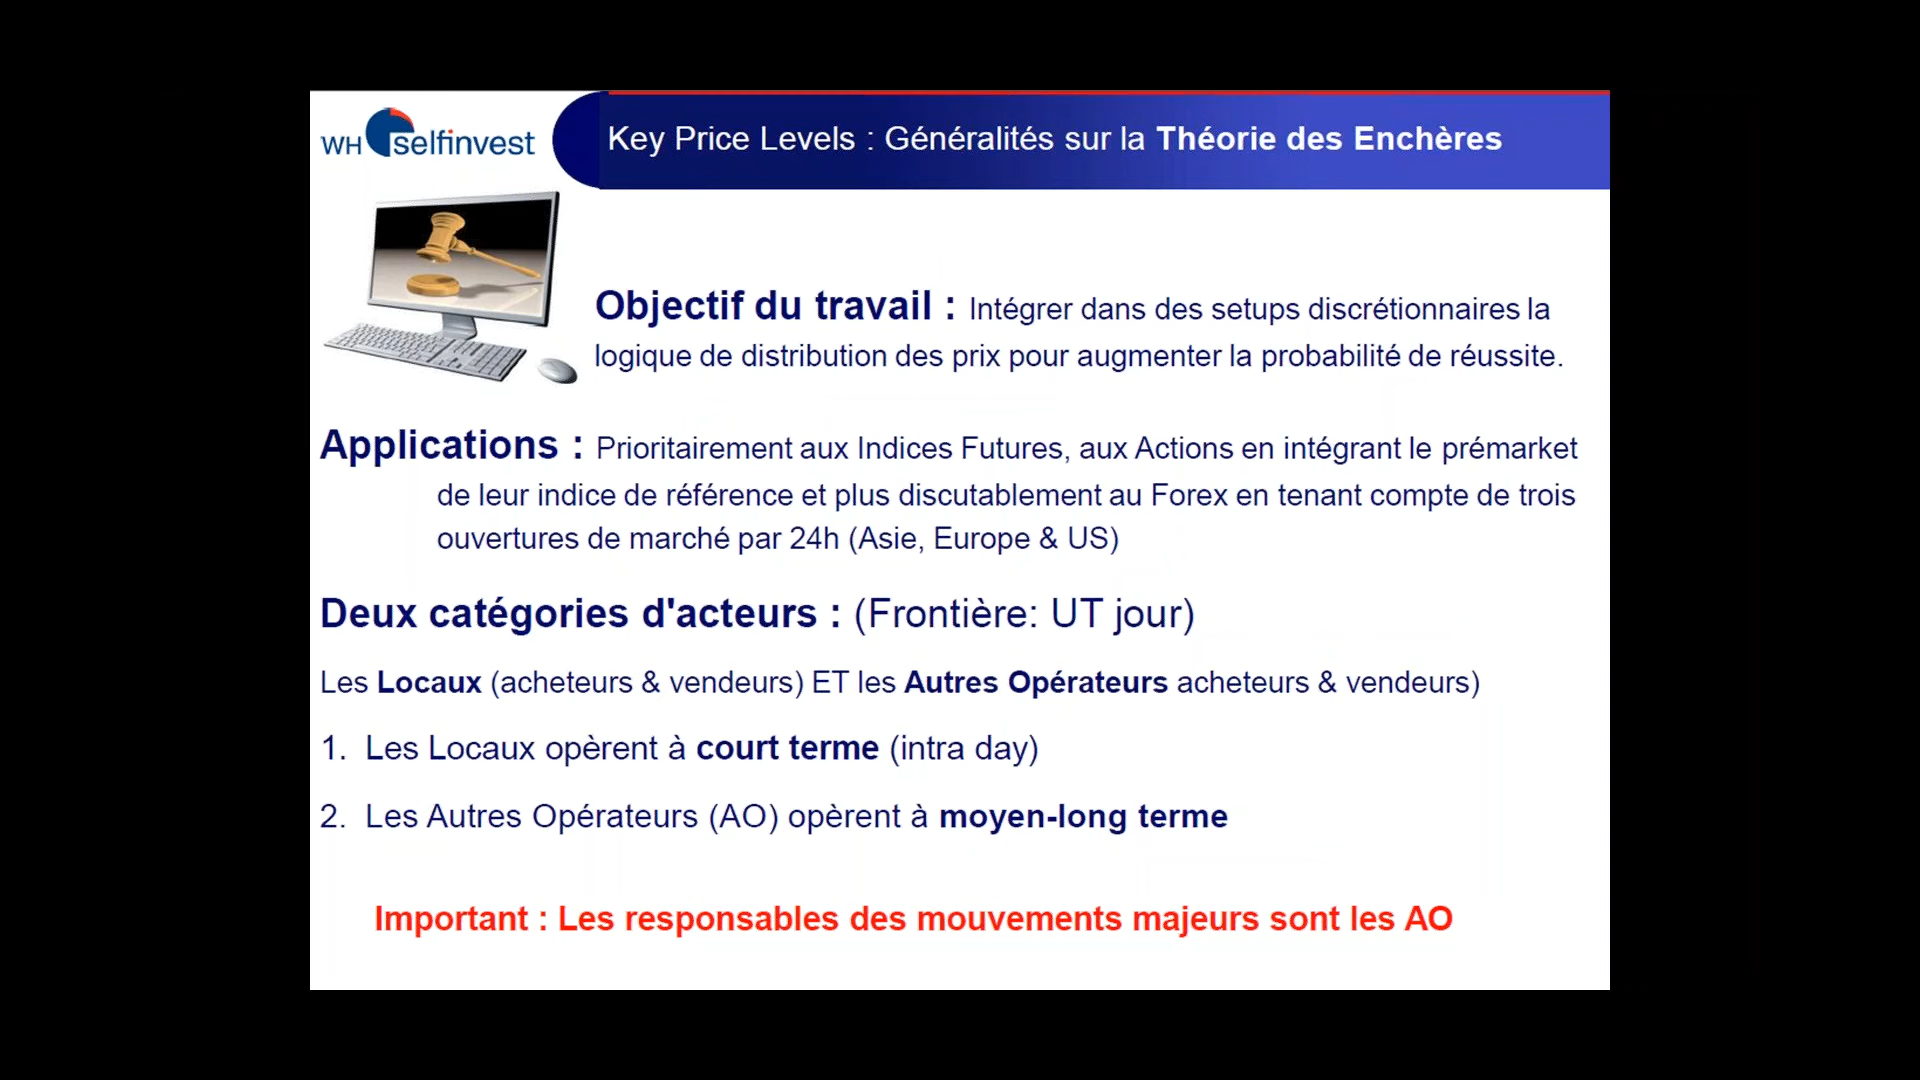 WH selfinvest
Key Price Levels : Généralités sur la Théorie des Enchères
Objectif du travail : Intégrer dans des setups discrétionnaires la
logique de distribution des prix pour augmenter la probabilité de réussite.
Applications : Prioritairement aux Indices Futures, aux Actions en intégrant le prémarket
de leur indice de référence et plus discutablement au Forex en tenant compte de trois
ouvertures de marché par 24h (Asie, Europe & US)
Deux catégories d'acteurs : (Frontière: UT jour)
Les Locaux (acheteurs & vendeurs) ET les Autres Opérateurs acheteurs & vendeurs)
1. Les Locaux opèrent à court terme (intra day)
2. Les Autres Opérateurs (AO) opèrent à moyen-long terme
Important : Les responsables des mouvements majeurs sont les AO